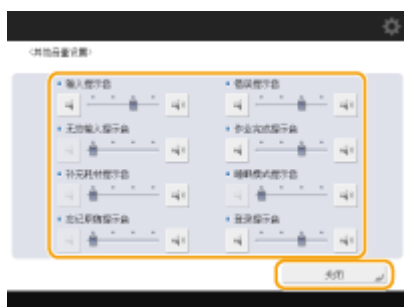 <其他音量设置>
输入提示音
错误提示音
无效输入提示音
作业完成提示音
补充耗材提示音
睡眠模式提示音
忘记原稿提示音
登录提示音
关闭